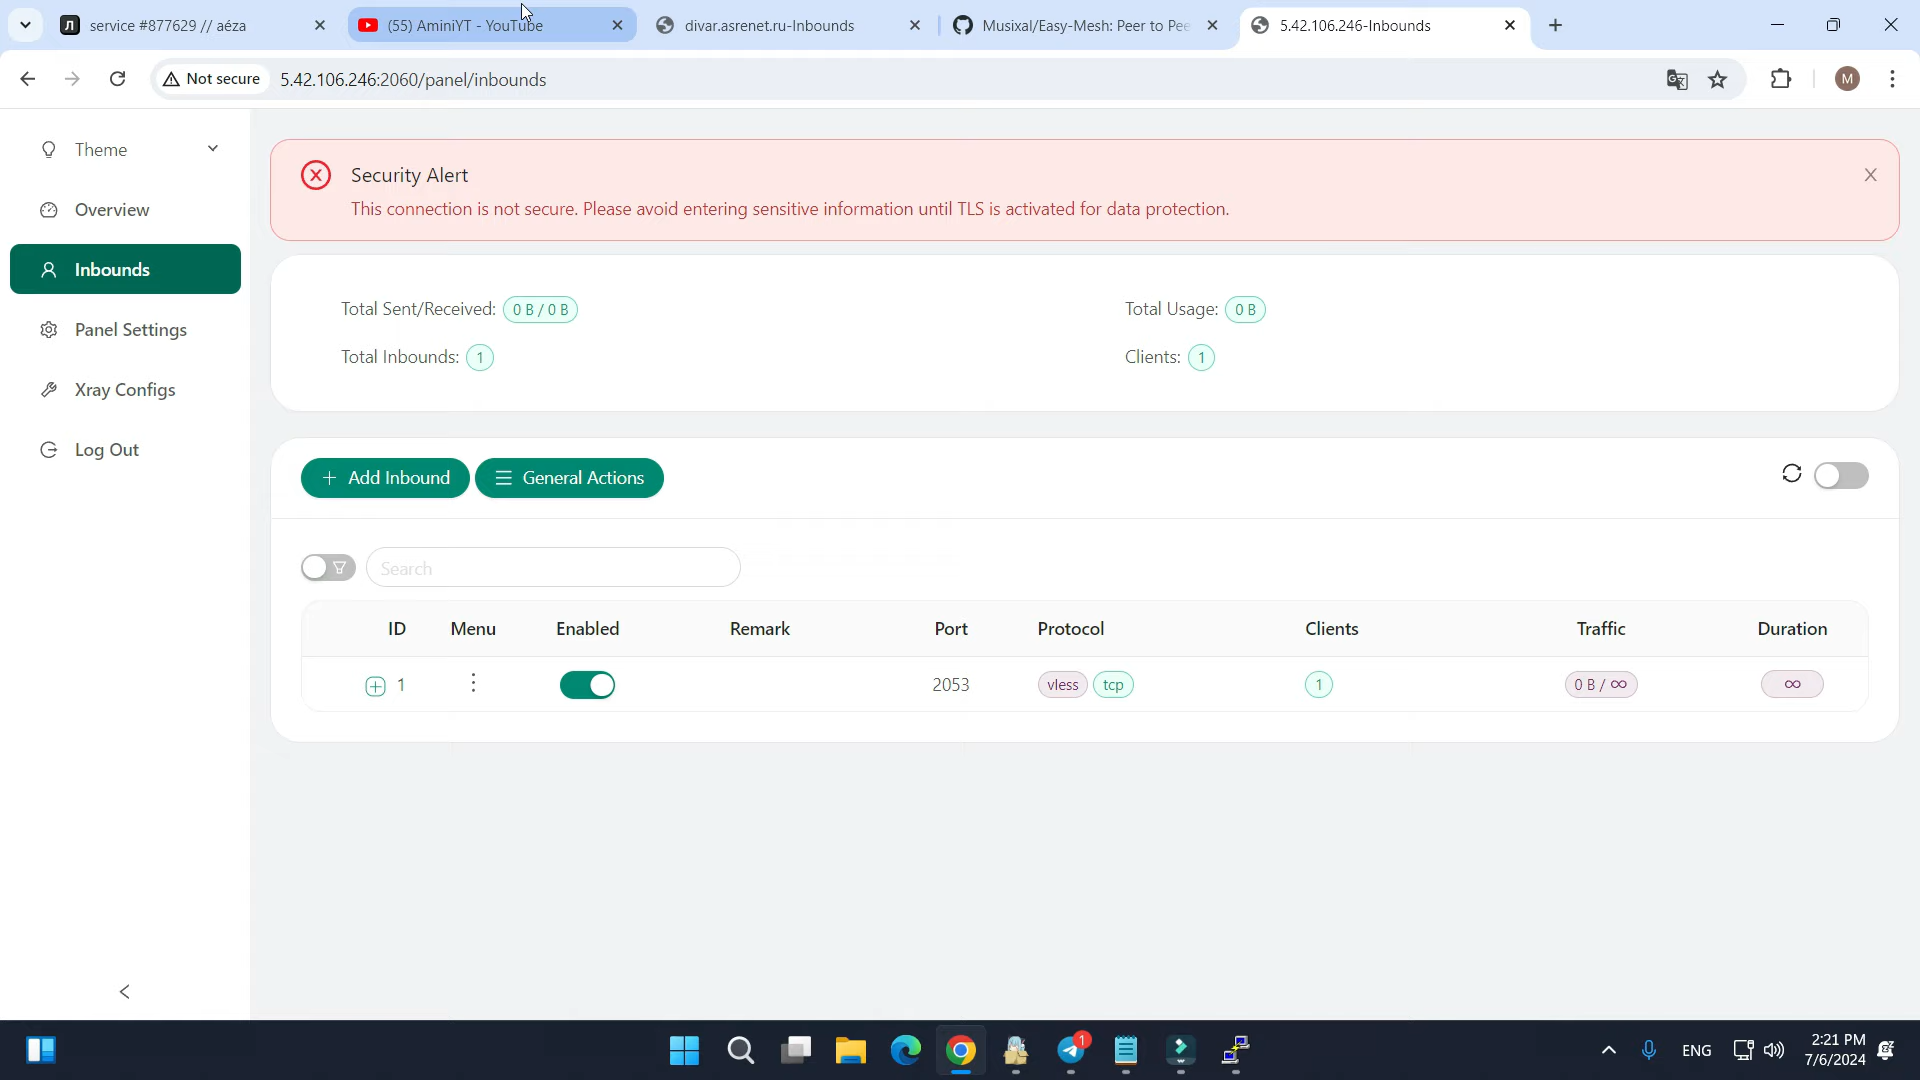 service #877629 // aéza
(55) AminiYT - YouTube
divar.asrenet.ru-Inbounds
Musixal/Easy-Mesh: Peer to Pee
5.42.106.246-Inbounds
Not secure
5.42.106.246:2060/panel/inbounds
M
Theme
Overview
Inbounds
Panel Settings
Xray Configs
Log Out
Security Alert
This connection is not secure. Please avoid entering sensitive information until TLS is activated for data protection.
Total Sent/Received: 0 B / 0 B
Total Usage: 0 B
Total Inbounds: 1
Clients: 1
+ Add Inbound
General Actions
Search
ID Menu Enabled Remark Port Protocol Clients Traffic Duration
1 2053 vless tcp 1 0 B / ∞ ∞
1
ENG
2:21 PM
7/6/2024